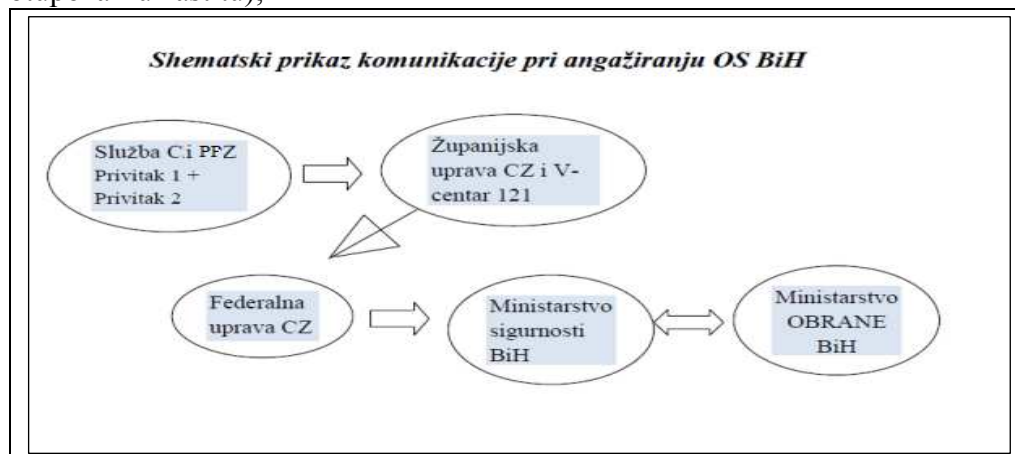 Shematski prikaz komunikacije pri angažiranju OS BiH
Služba C.i PPZ
Privitak 1 +
Privitak 2
Županijska
uprava CZ i V-
centar 121
Federalna
uprava CZ
Ministarstvo
sigurnosti
BiH
Ministarstvo
OBRANE
BiH